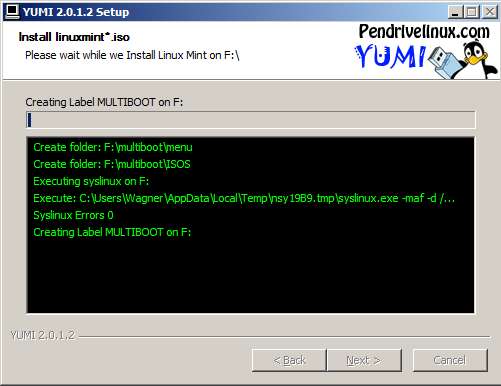 YUMI 2.0.1.2 Setup
Install linuxmint*.iso
Please wait while we Install Linux Mint on F:\
Pendrivelinux.com
YUMI
Creating Label MULTIBOOT on F:
Create folder: F:\multiboot\menu
Create folder: F:\multiboot\ISOS
Executing syslinux on F:
Execute: C:\Users\Wagner\AppData\Local\Temp\nsy19B9.tmp\syslinux.exe -maf -d /...
Syslinux Errors 0
Creating Label MULTIBOOT on F:
YUMI 2.0.1.2
< Back
Next >
Cancel